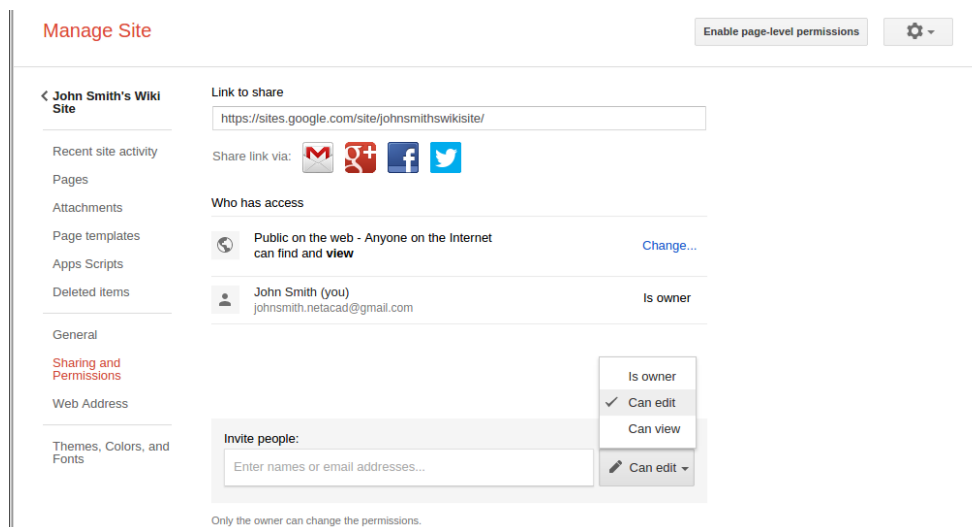 Manage Site
Enable page-level permissions
John Smith's Wiki
Site
Recent site activity
Pages
Attachments
Page templates
Apps Scripts
Deleted items
General
Sharing and
Permissions
Web Address
Themes, Colors, and
Fonts
Link to share
https://sites.google.com/site/johnsmithswikisite/
Share link via:
Who has access
Public on the web - Anyone on the Internet
can find and view
Change...
John Smith (you)
johnsmith.netacad@gmail.com
Is owner
Is owner
Can edit
Can view
Invite people:
Enter names or email addresses...
Can edit
Only the owner can change the permissions.